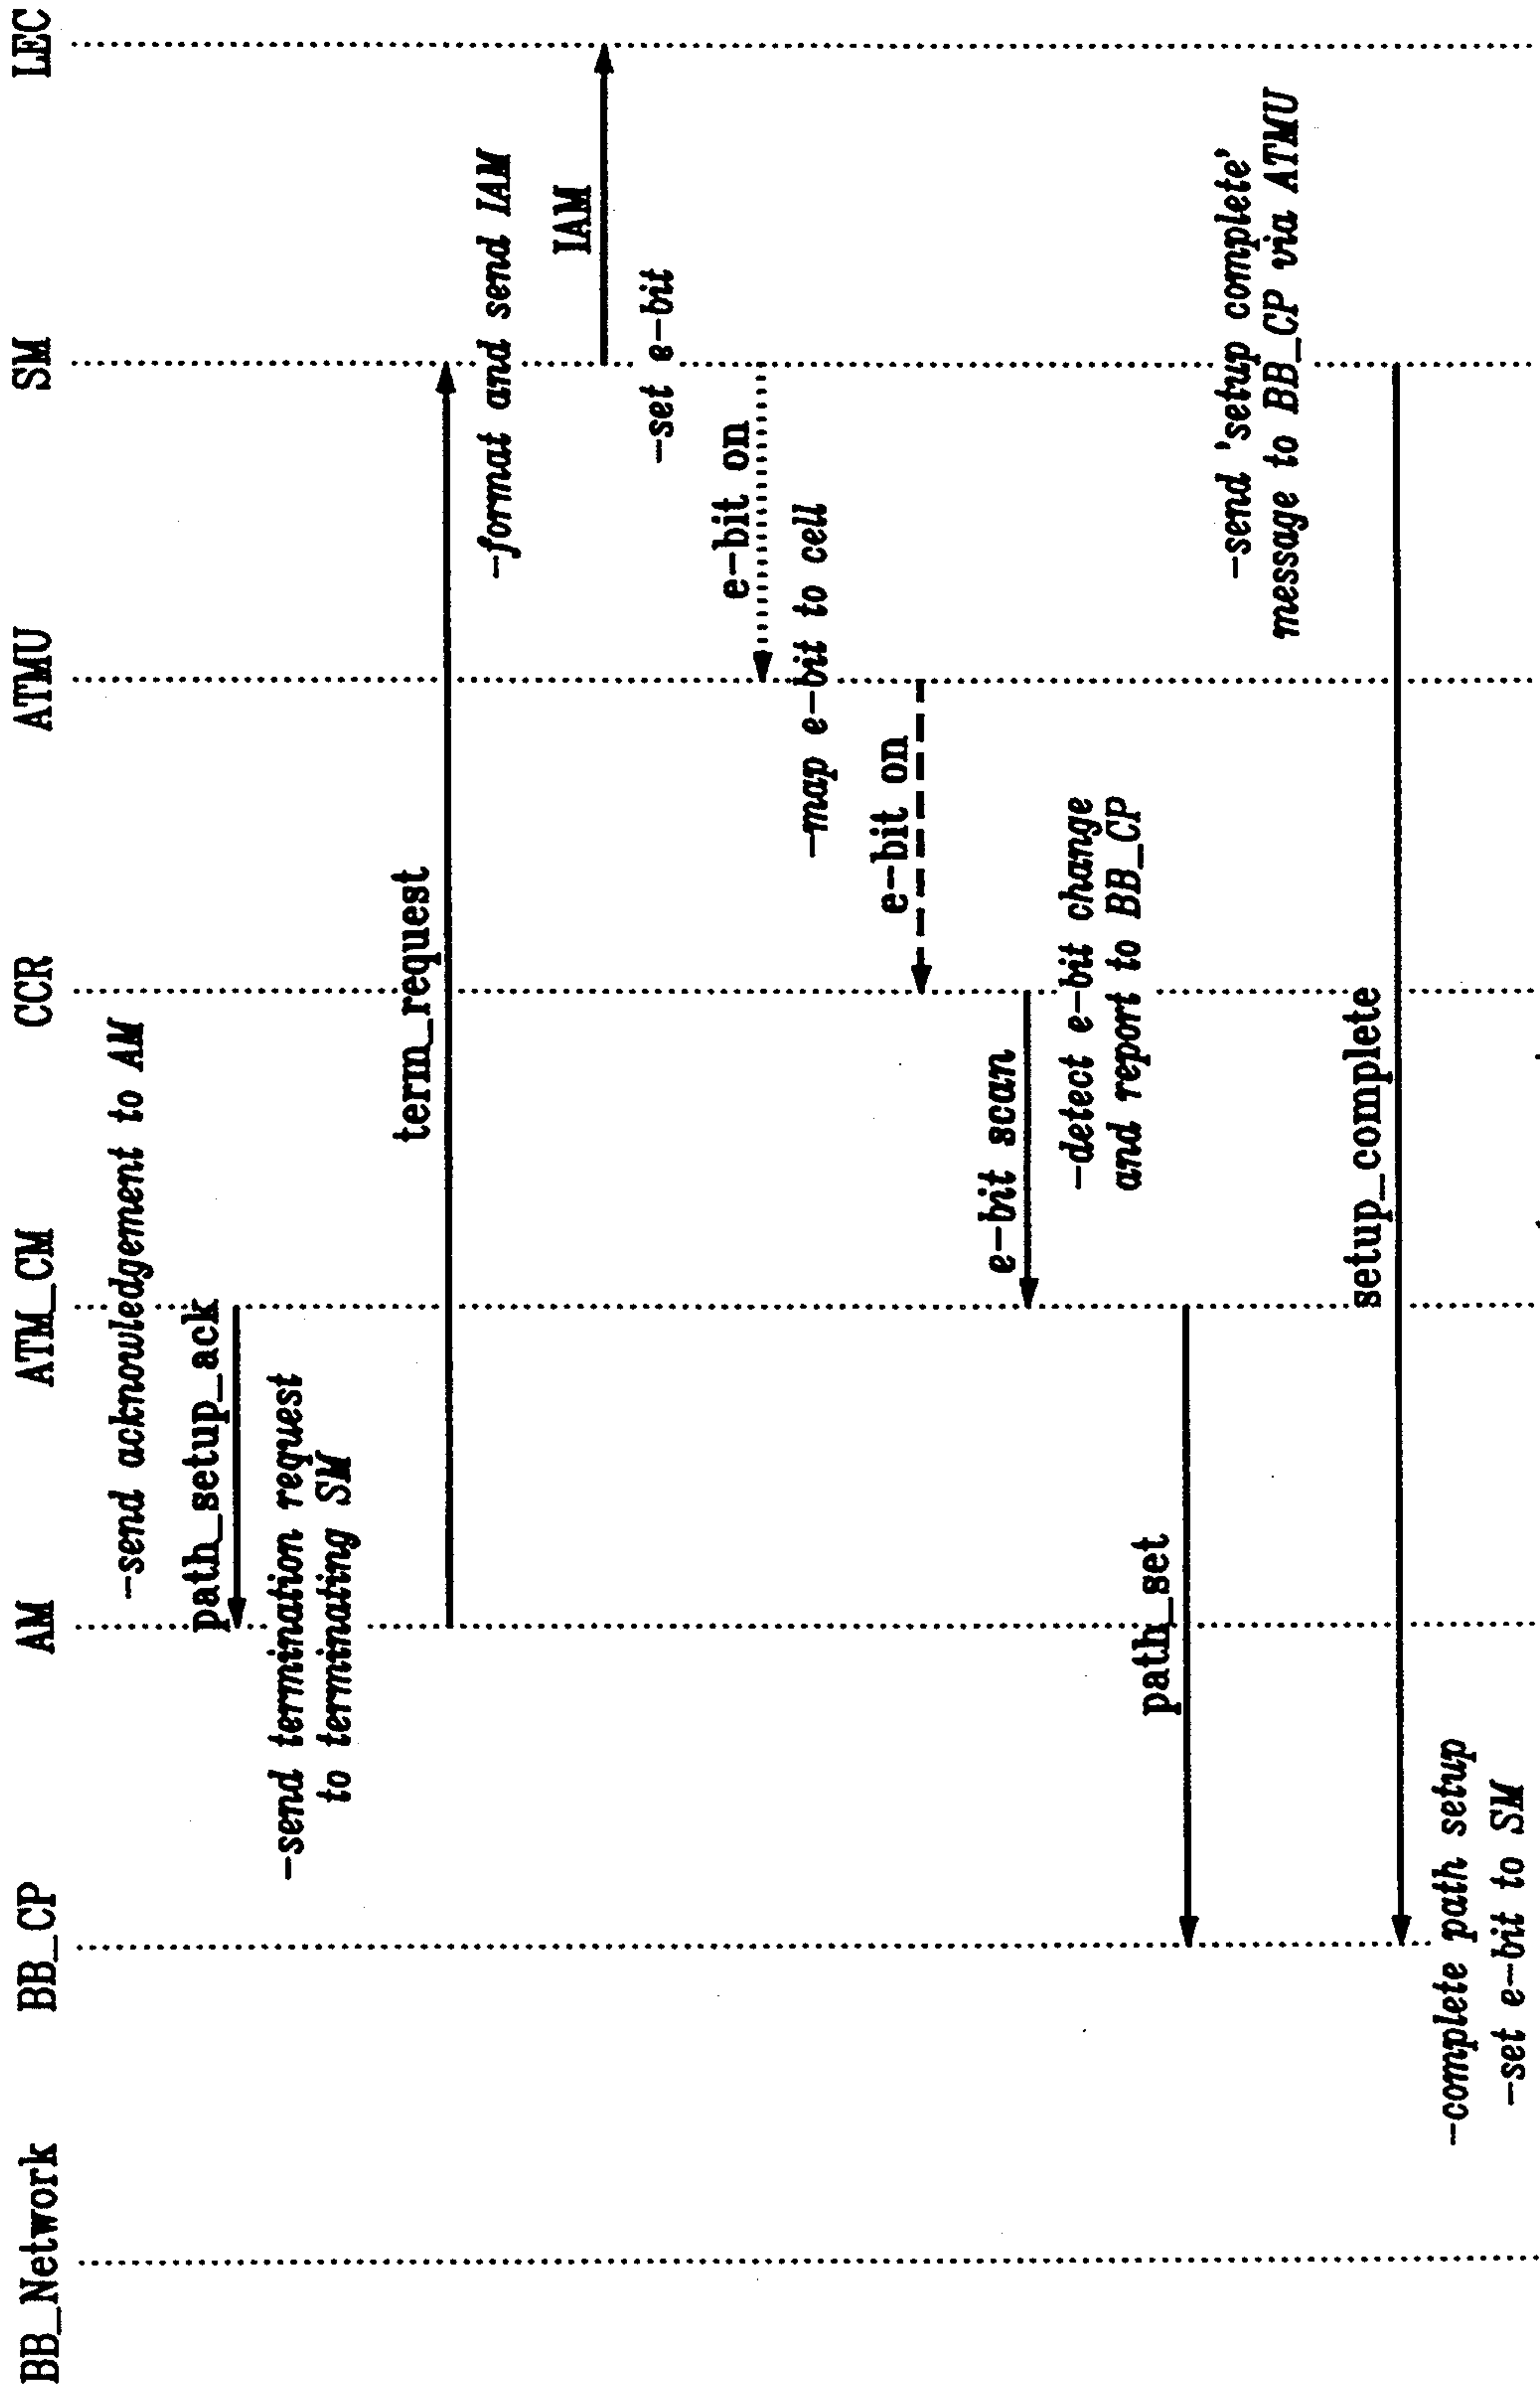 BB_Network BB_CP AM ATM_CM CCR ATMU SM LEC
-send acknowledgement to AM
path_setup_ack
-send termination request
to terminating SM
term_request
-format and send IAM
IAM
-set e-bit
e-bit on
-map e-bit to cell
e-bit on
e-bit scan
-detect e-bit change
and report to BB_CP
path_set
-send 'setup complete'
message to BB_CP via ATMU
setup_complete
-complete path setup
-set e-bit to SM